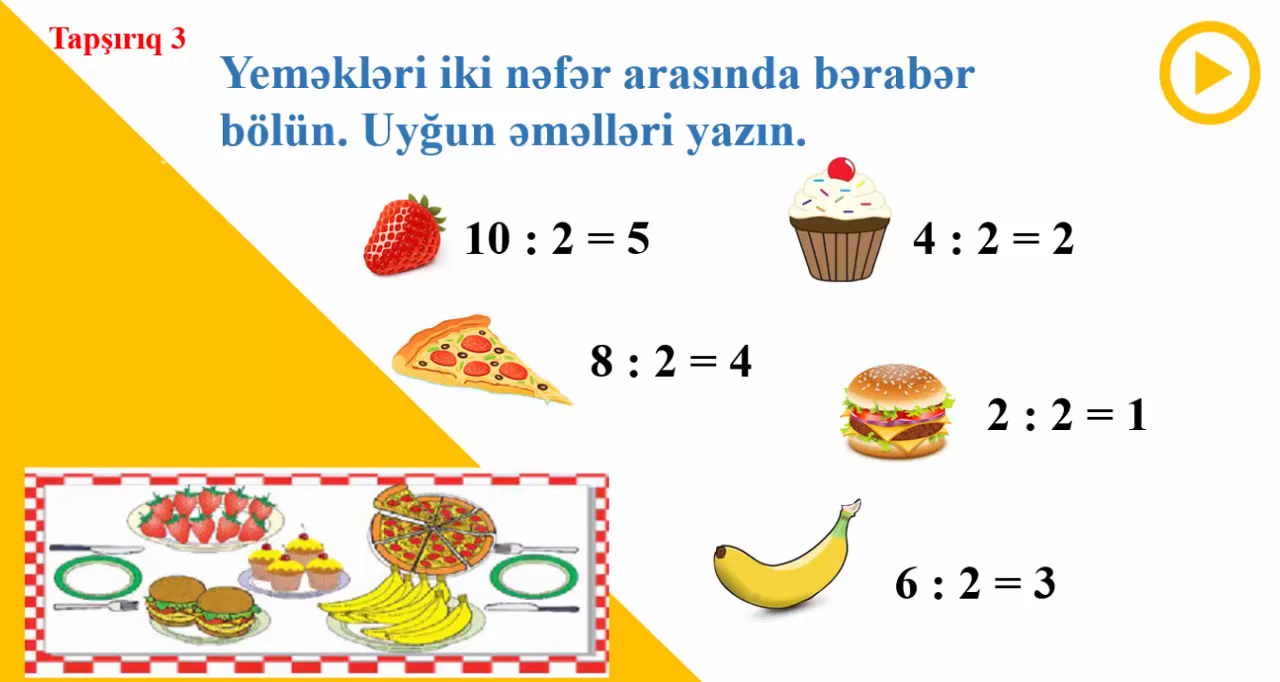 Tapşırıq 3
Yeməkləri iki nəfər arasında bərabər
bölün. Uyğun əməlləri yazın.
10 : 2 = 5
4 : 2 = 2
8 : 2 = 4
2 : 2 = 1
6 : 2 = 3